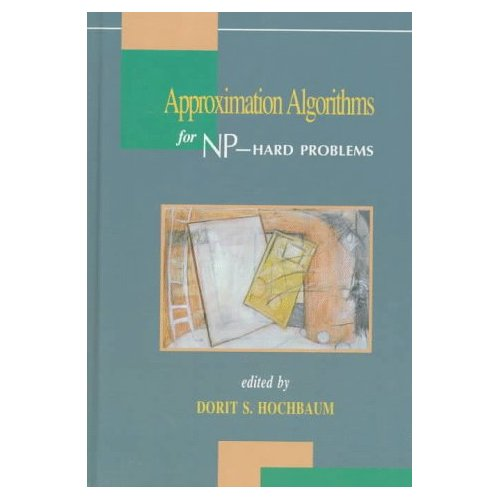 Approximation Algorithms
for NP—HARD PROBLEMS
edited by
DORIT S. HOCHBAUM